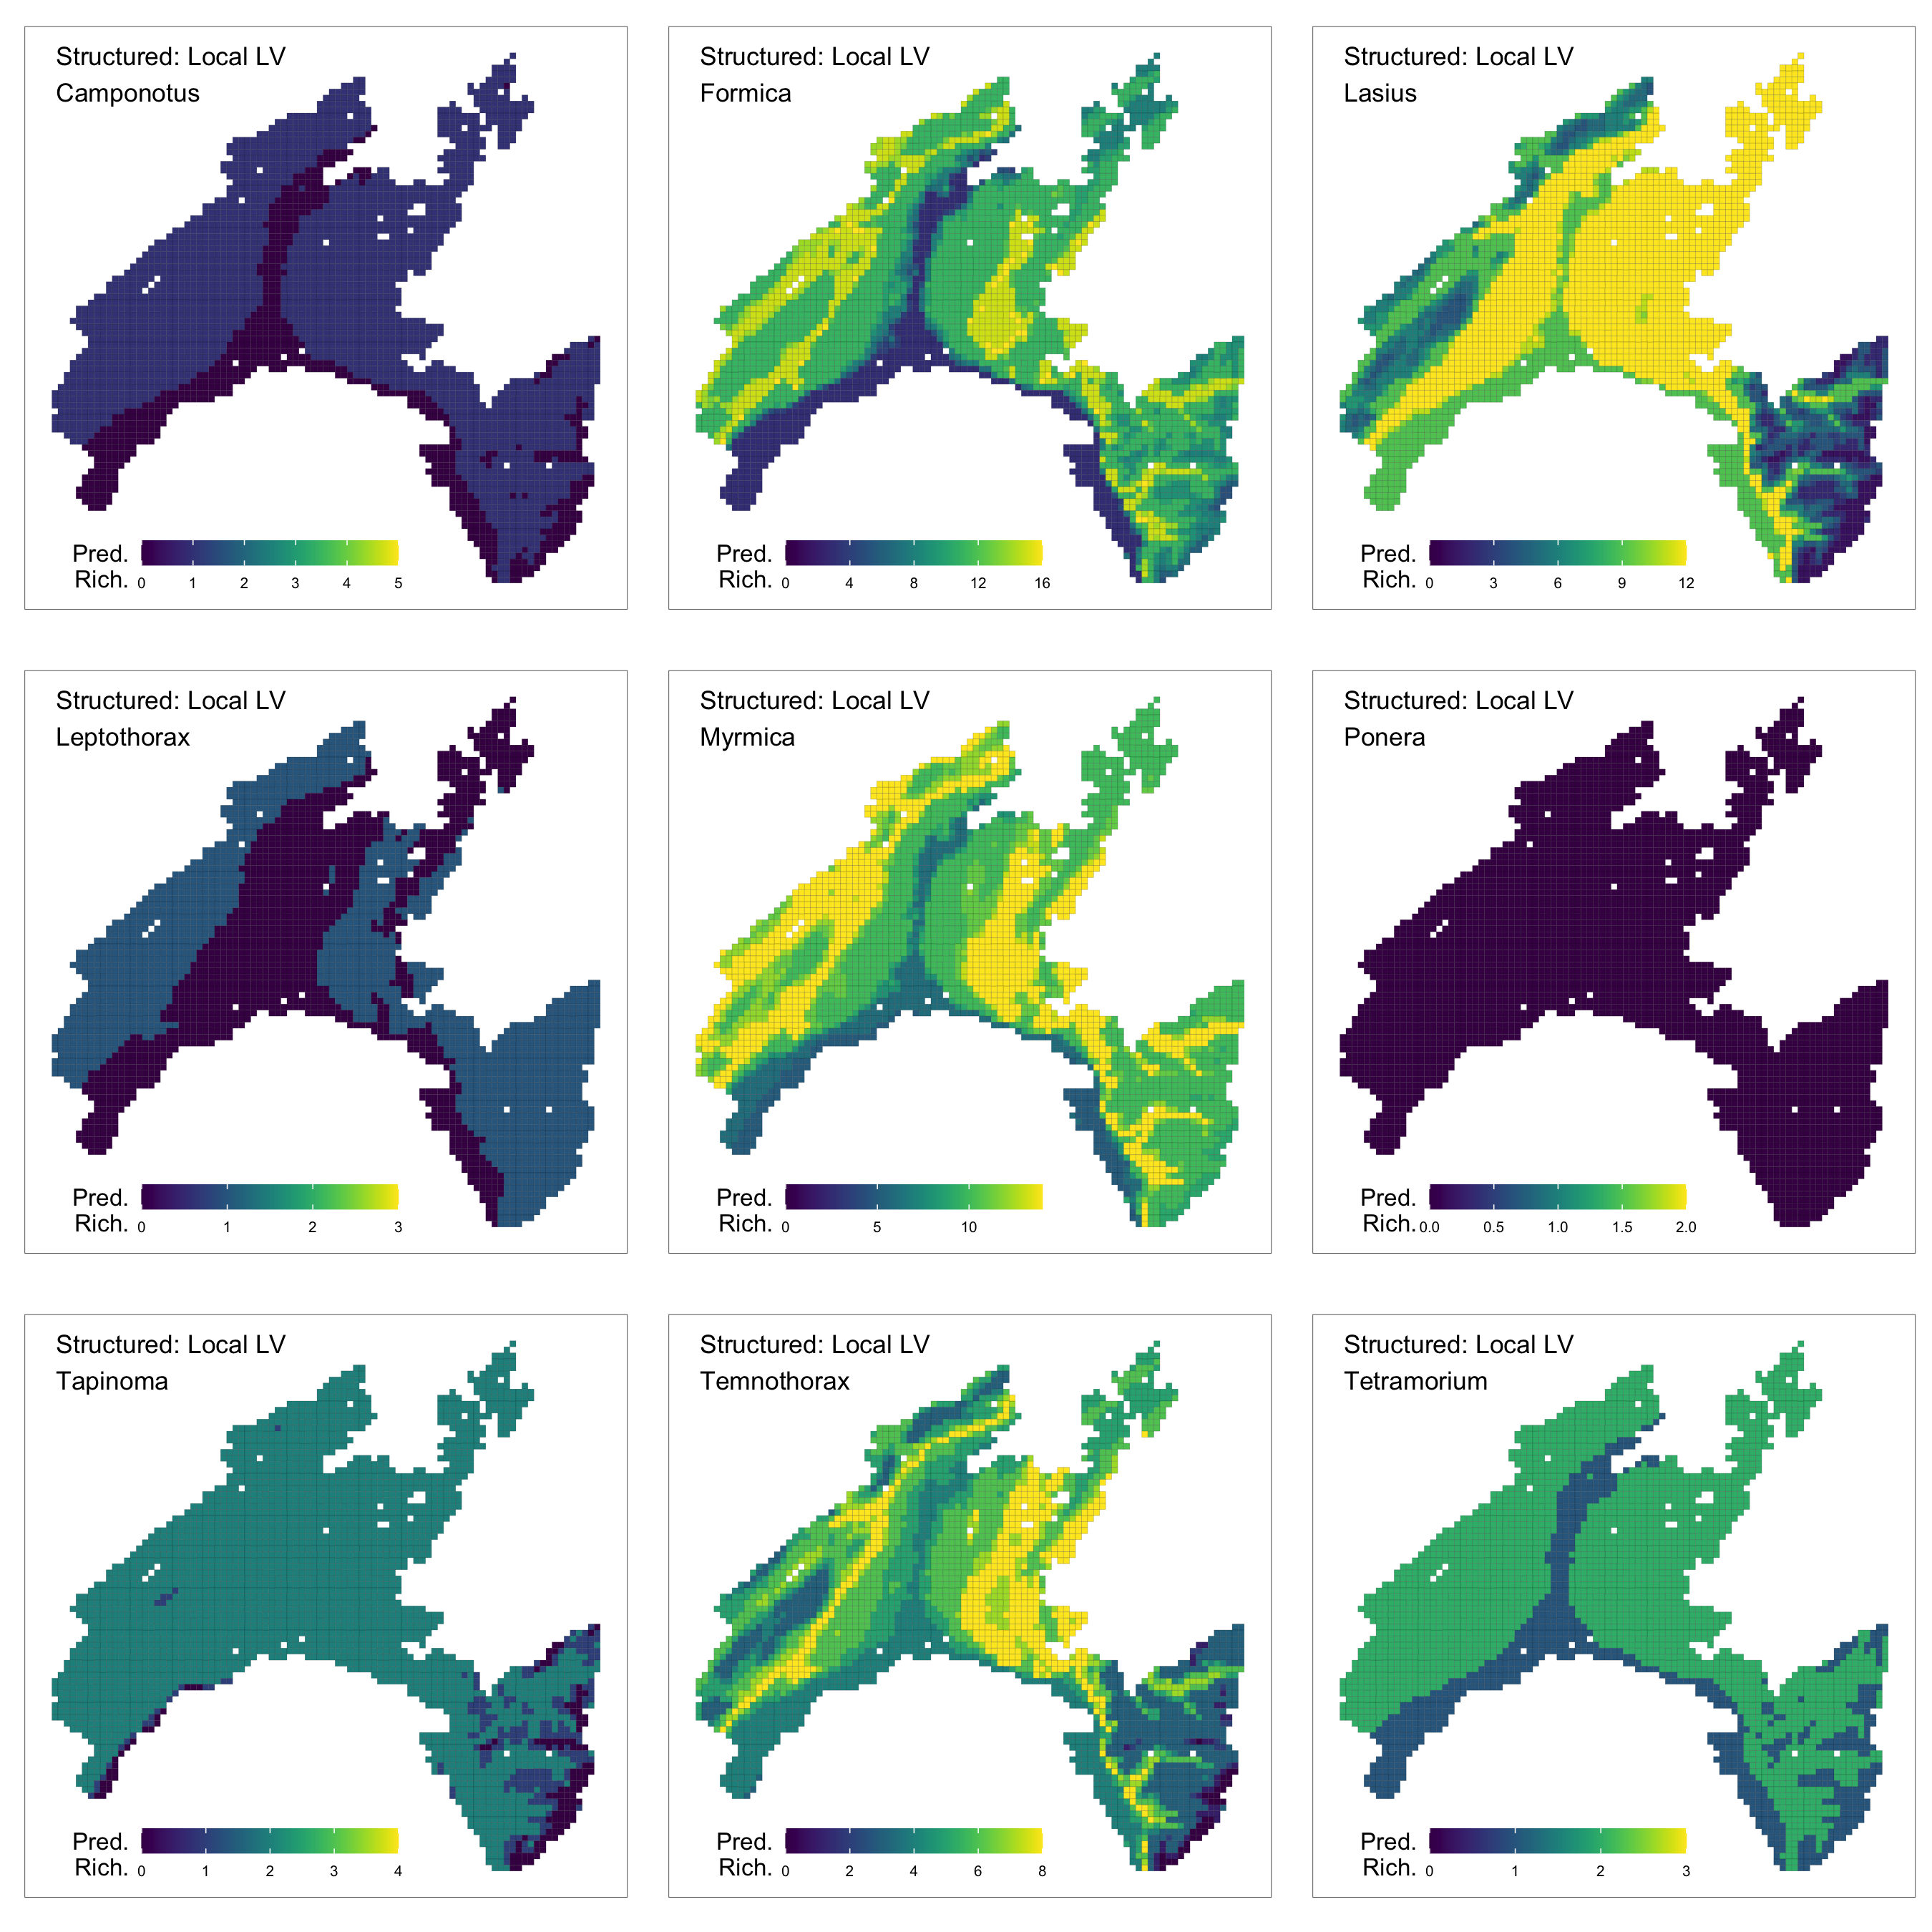 Structured: Local LV
Camponotus
Pred.
Rich.
0 1 2 3 4 5
Structured: Local LV
Formica
Pred.
Rich.
0 4 8 12 16
Structured: Local LV
Lasius
Pred.
Rich.
0 3 6 9 12
Structured: Local LV
Leptothorax
Pred.
Rich.
0 1 2 3
Structured: Local LV
Myrmica
Pred.
Rich.
0 5 10
Structured: Local LV
Ponera
Pred.
Rich.
0.0 0.5 1.0 1.5 2.0
Structured: Local LV
Tapinoma
Pred.
Rich.
0 1 2 3 4
Structured: Local LV
Temnothorax
Pred.
Rich.
0 2 4 6 8
Structured: Local LV
Tetramorium
Pred.
Rich.
0 1 2 3